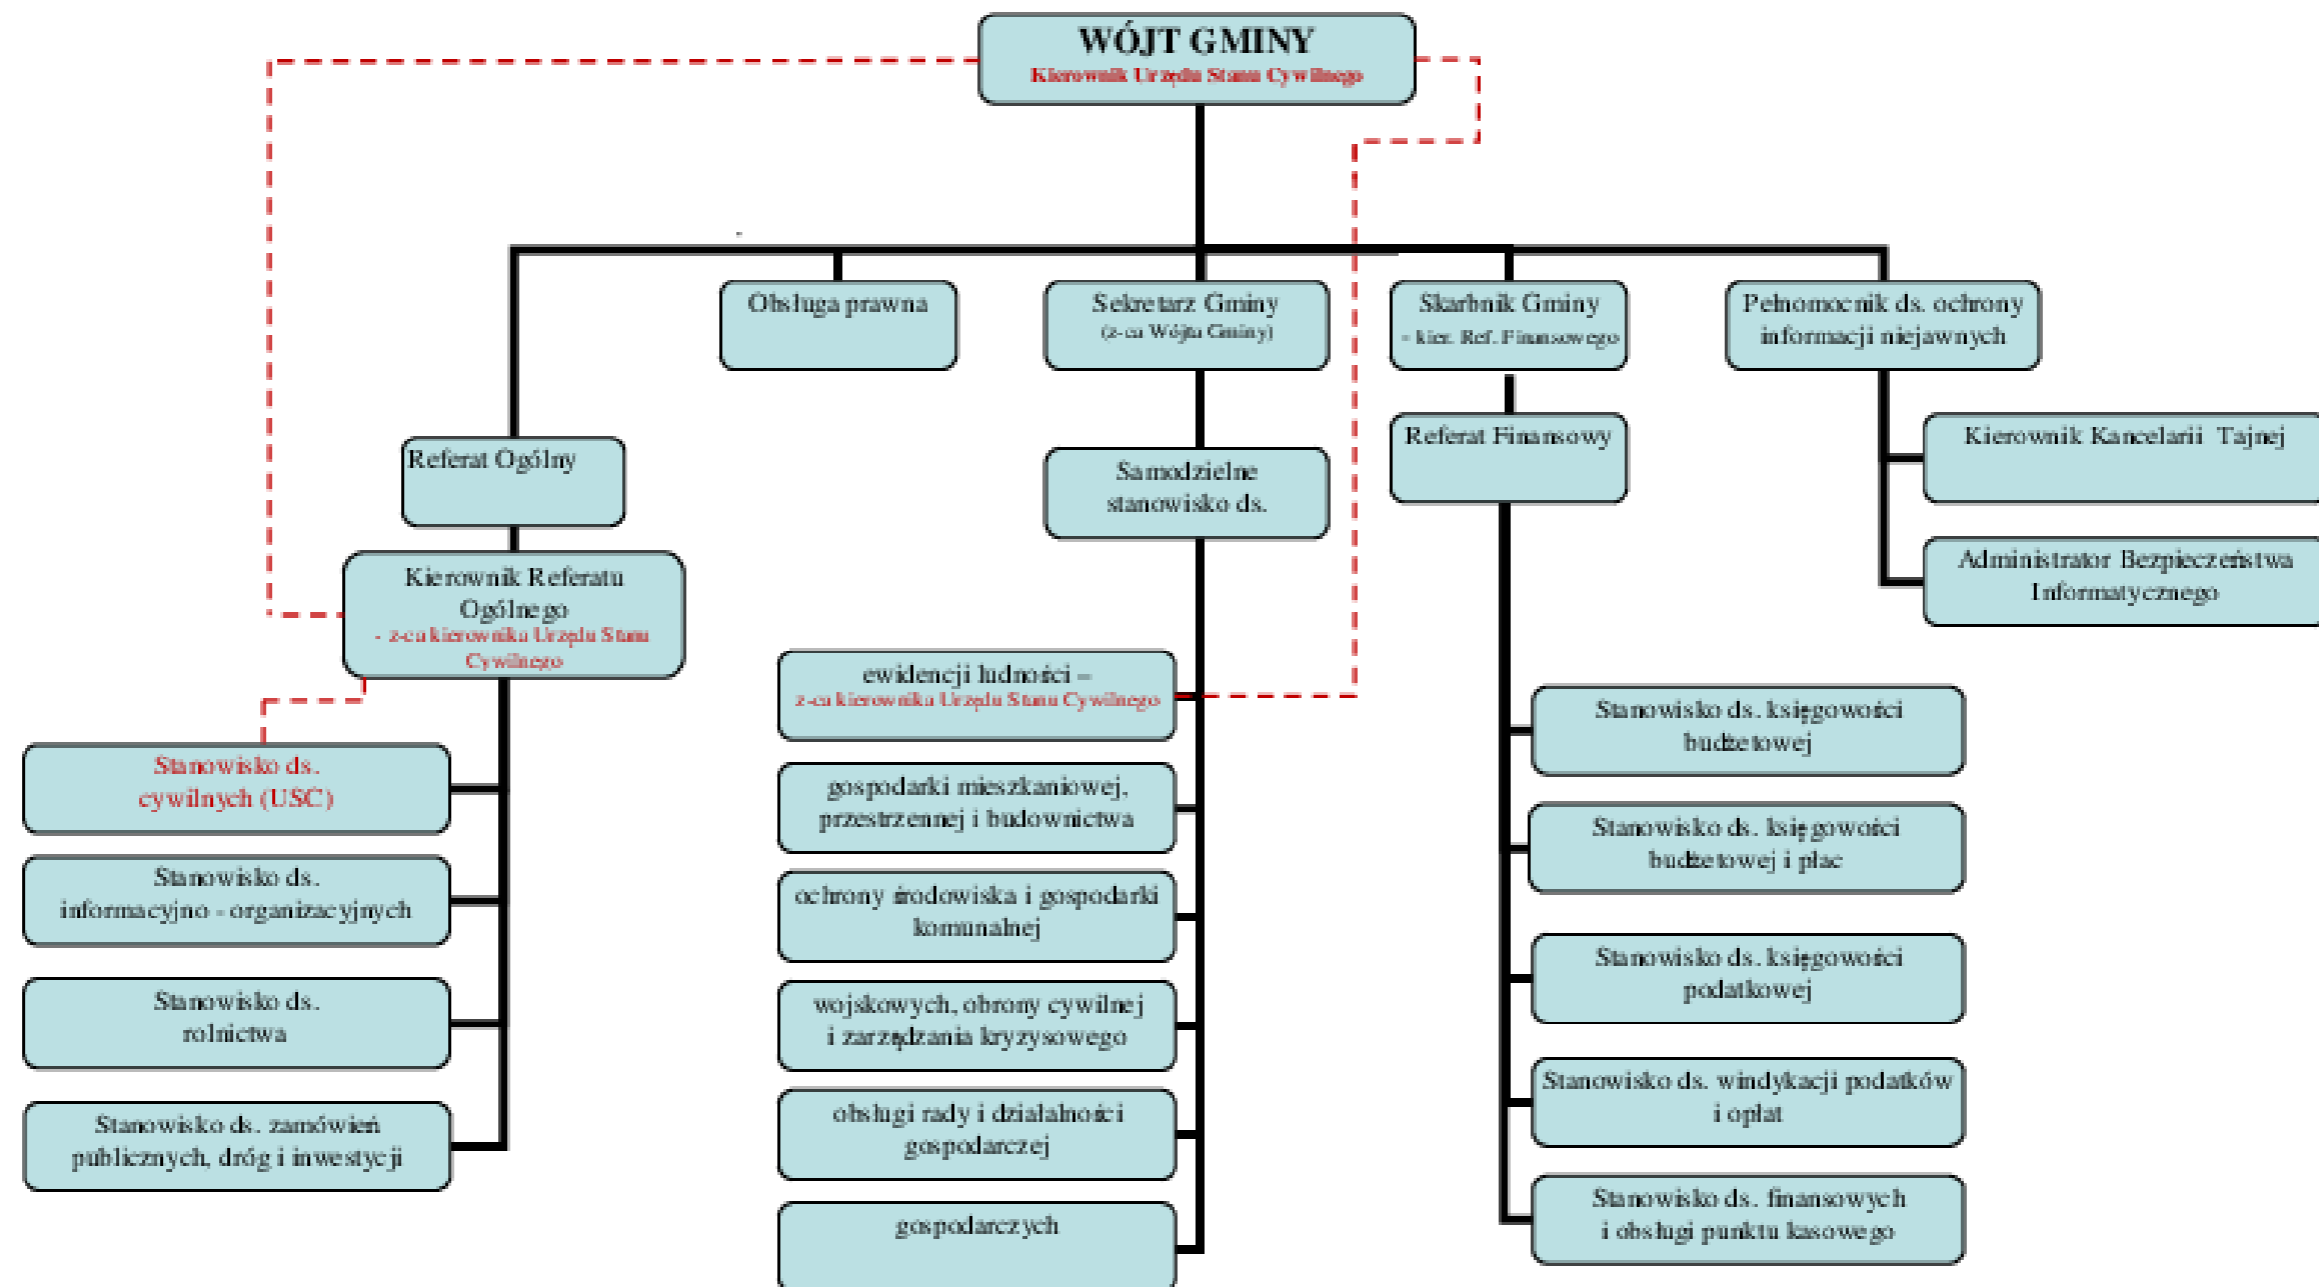 WÓJT GMINY
Kierownik Urzędu Stanu Cywilnego
Obsługa prawna
Sekretarz Gminy
(z-ca Wójta Gminy)
Skarbnik Gminy
- kier. Ref. Finansowego
Pełnomocnik ds. ochrony
informacji niejawnych
Referat Ogólny
Samodzielne
stanowisko ds.
Referat Finansowy
Kierownik Kancelarii Tajnej
Administrator Bezpieczeństwa
Informatycznego
Kierownik Referatu
Ogólnego
- z-ca kierownika Urzędu Stanu
Cywilnego
Stanowisko ds.
cywilnych (USC)
Stanowisko ds.
informacyjno - organizacyjnych
Stanowisko ds.
rolnictwa
Stanowisko ds. zamówień
publicznych, dróg i inwestycji
ewidencji ludności –
z-ca kierownika Urzędu Stanu Cywilnego
gospodarki mieszkaniowej,
przestrzennej i budownictwa
ochrony środowiska i gospodarki
komunalnej
wojskowych, obrony cywilnej
i zarządzania kryzysowego
obsługi rady i działalności
gospodarczej
gospodarczych
Stanowisko ds. księgowości
budżetowej
Stanowisko ds. księgowości
budżetowej i płac
Stanowisko ds. księgowości
podatkowej
Stanowisko ds. windykacji podatków
i opłat
Stanowisko ds. finansowych
i obsługi punktu kasowego